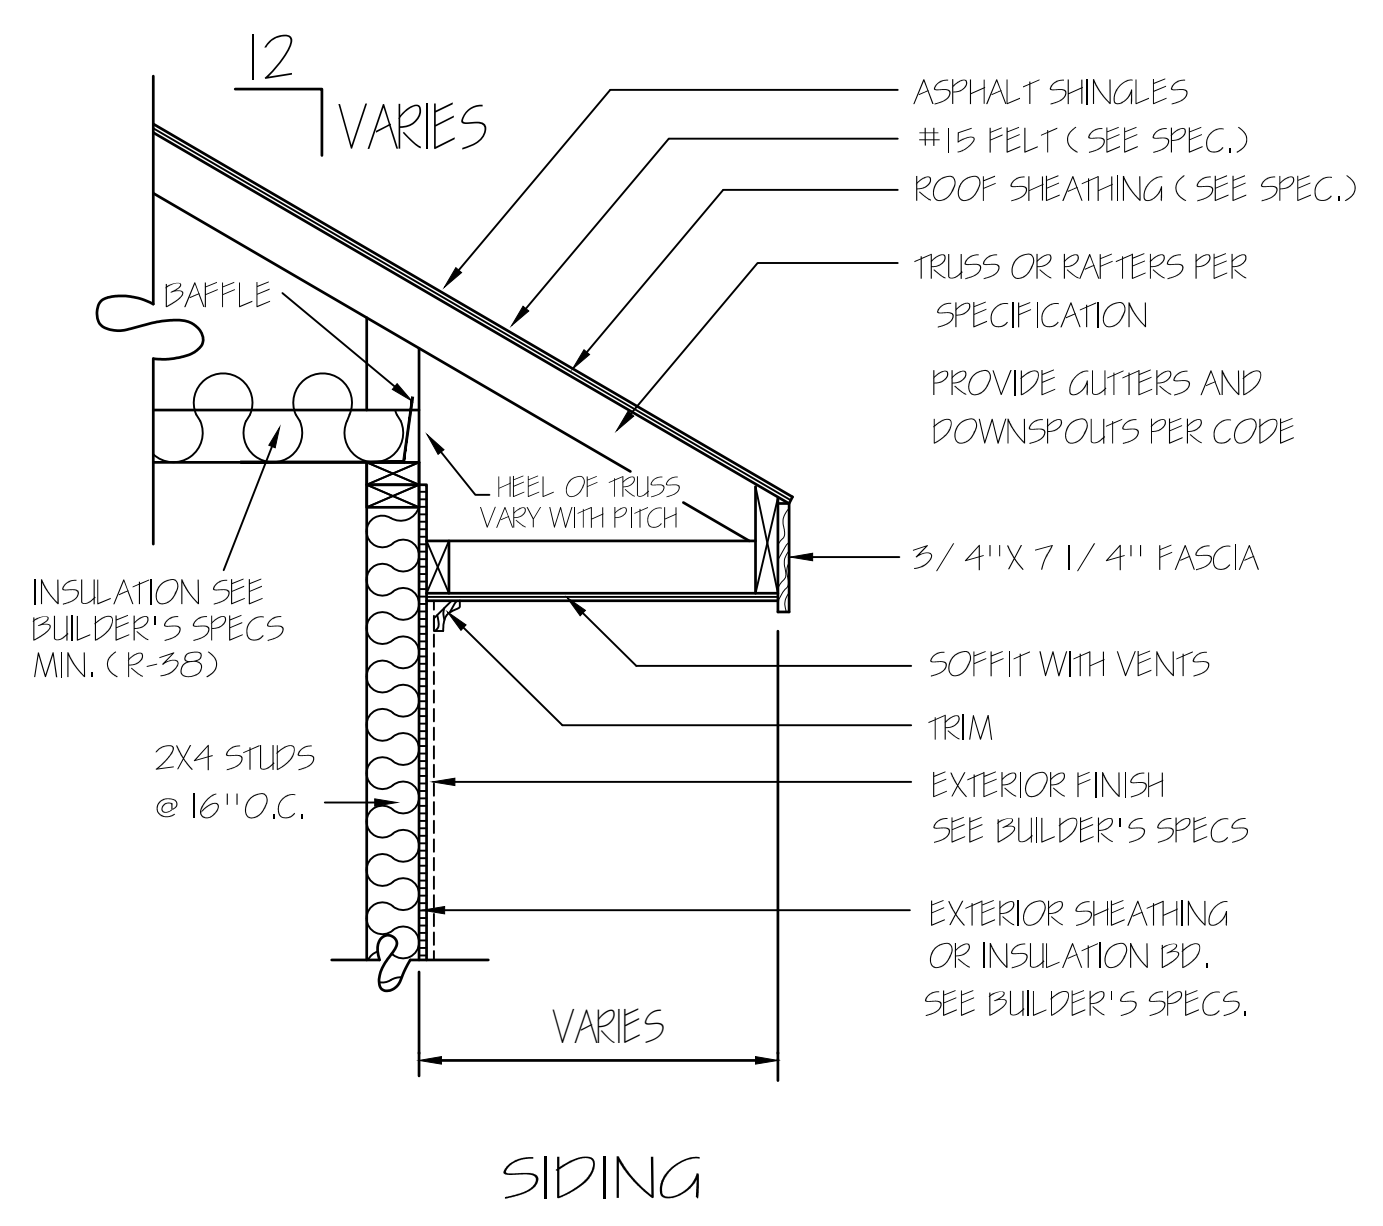 12
VARIES
ASPHALT SHINGLES
#15 FELT (SEE SPEC.)
ROOF SHEATHING (SEE SPEC.)
TRUSS OR RAFTERS PER
SPECIFICATION
PROVIDE GUTTERS AND
DOWNSPOUTS PER CODE
BAFFLE
HEEL OF TRUSS
VARY WITH PITCH
3/4"X 7 1/4" FASCIA
INSULATION SEE
BUILDER'S SPECS
MIN. (R-38)
SOFFIT WITH VENTS
TRIM
2X4 STUDS
@ 16"O.C.
EXTERIOR FINISH
SEE BUILDER'S SPECS
EXTERIOR SHEATHING
OR INSULATION BD.
SEE BUILDER'S SPECS.
VARIES
SIDING